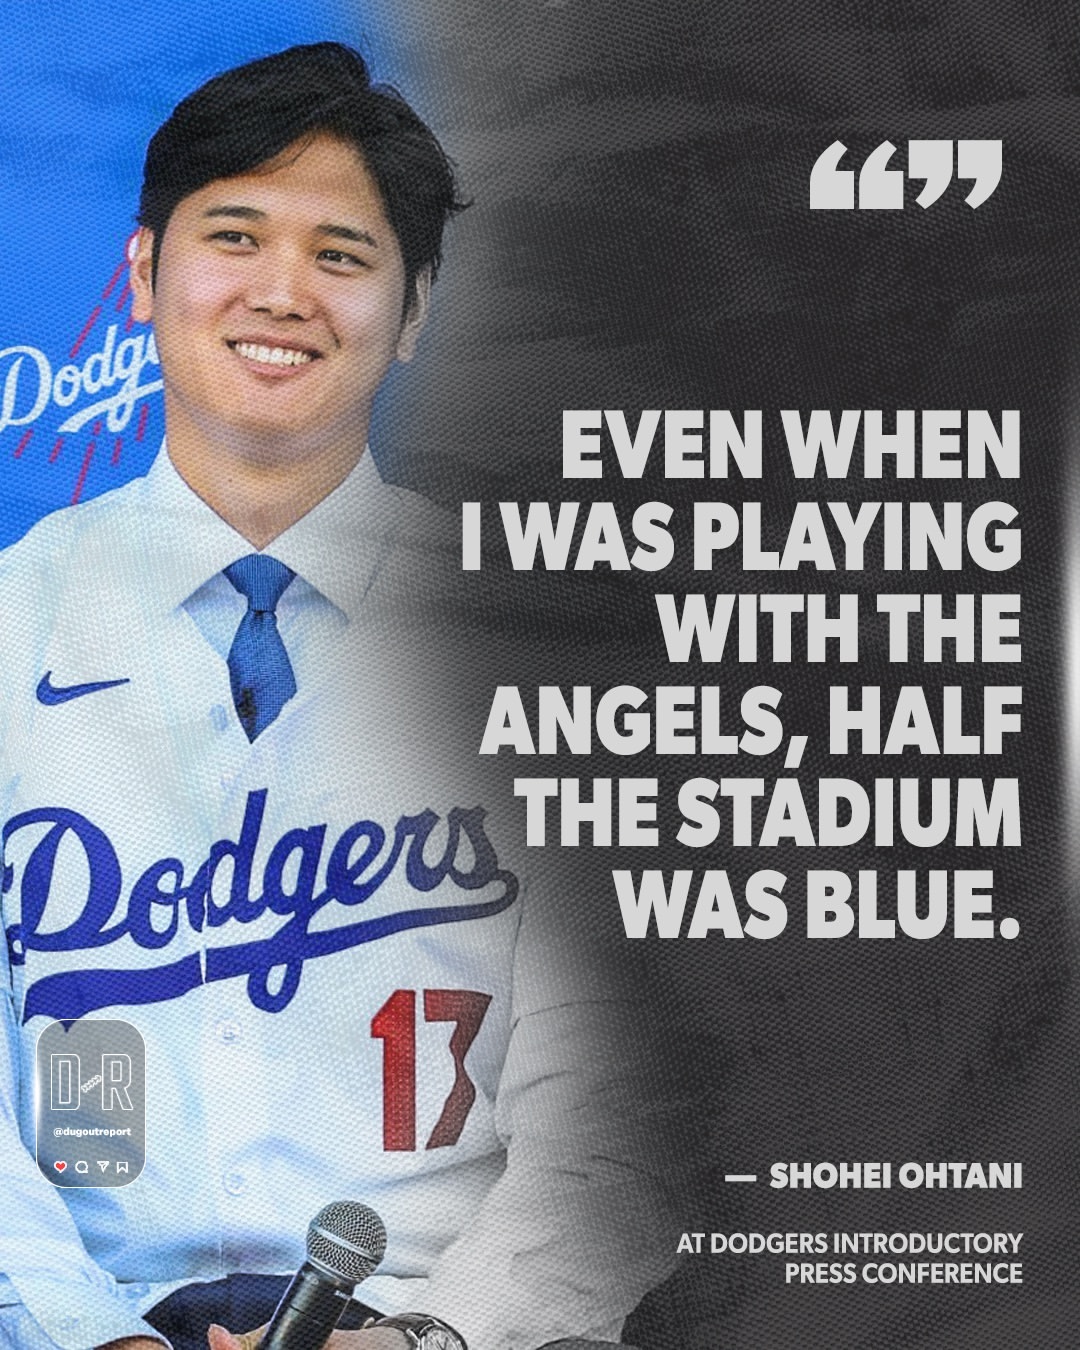 ““””
EVEN WHEN
I WAS PLAYING
WITH THE
ANGELS, HALF
THE STADIUM
WAS BLUE.
Dodge
Dodgers
17
D-R
@dugoutreport
— SHOHEI OHTANI
AT DODGERS INTRODUCTORY
PRESS CONFERENCE